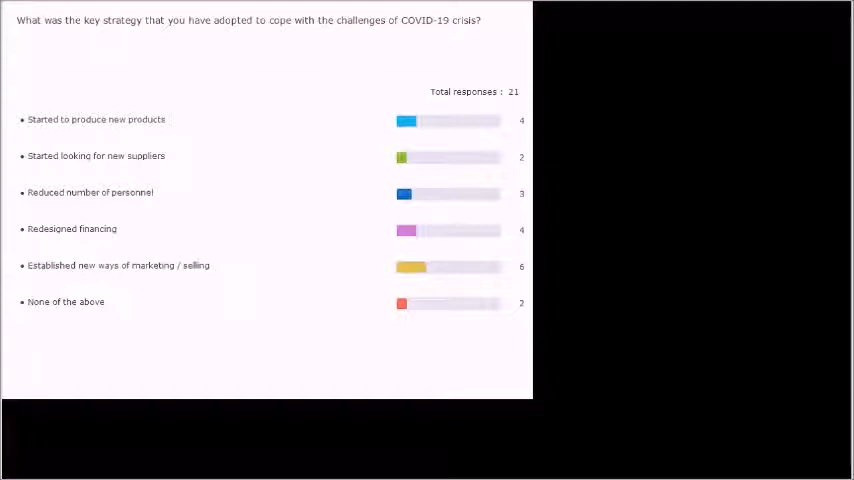 What was the key strategy that you have adopted to cope with the challenges of COVID-19 crisis?
Total responses : 21
• Started to produce new products 4
• Started looking for new suppliers 2
• Reduced number of personnel 3
• Redesigned financing 4
• Established new ways of marketing / selling 6
• None of the above 2